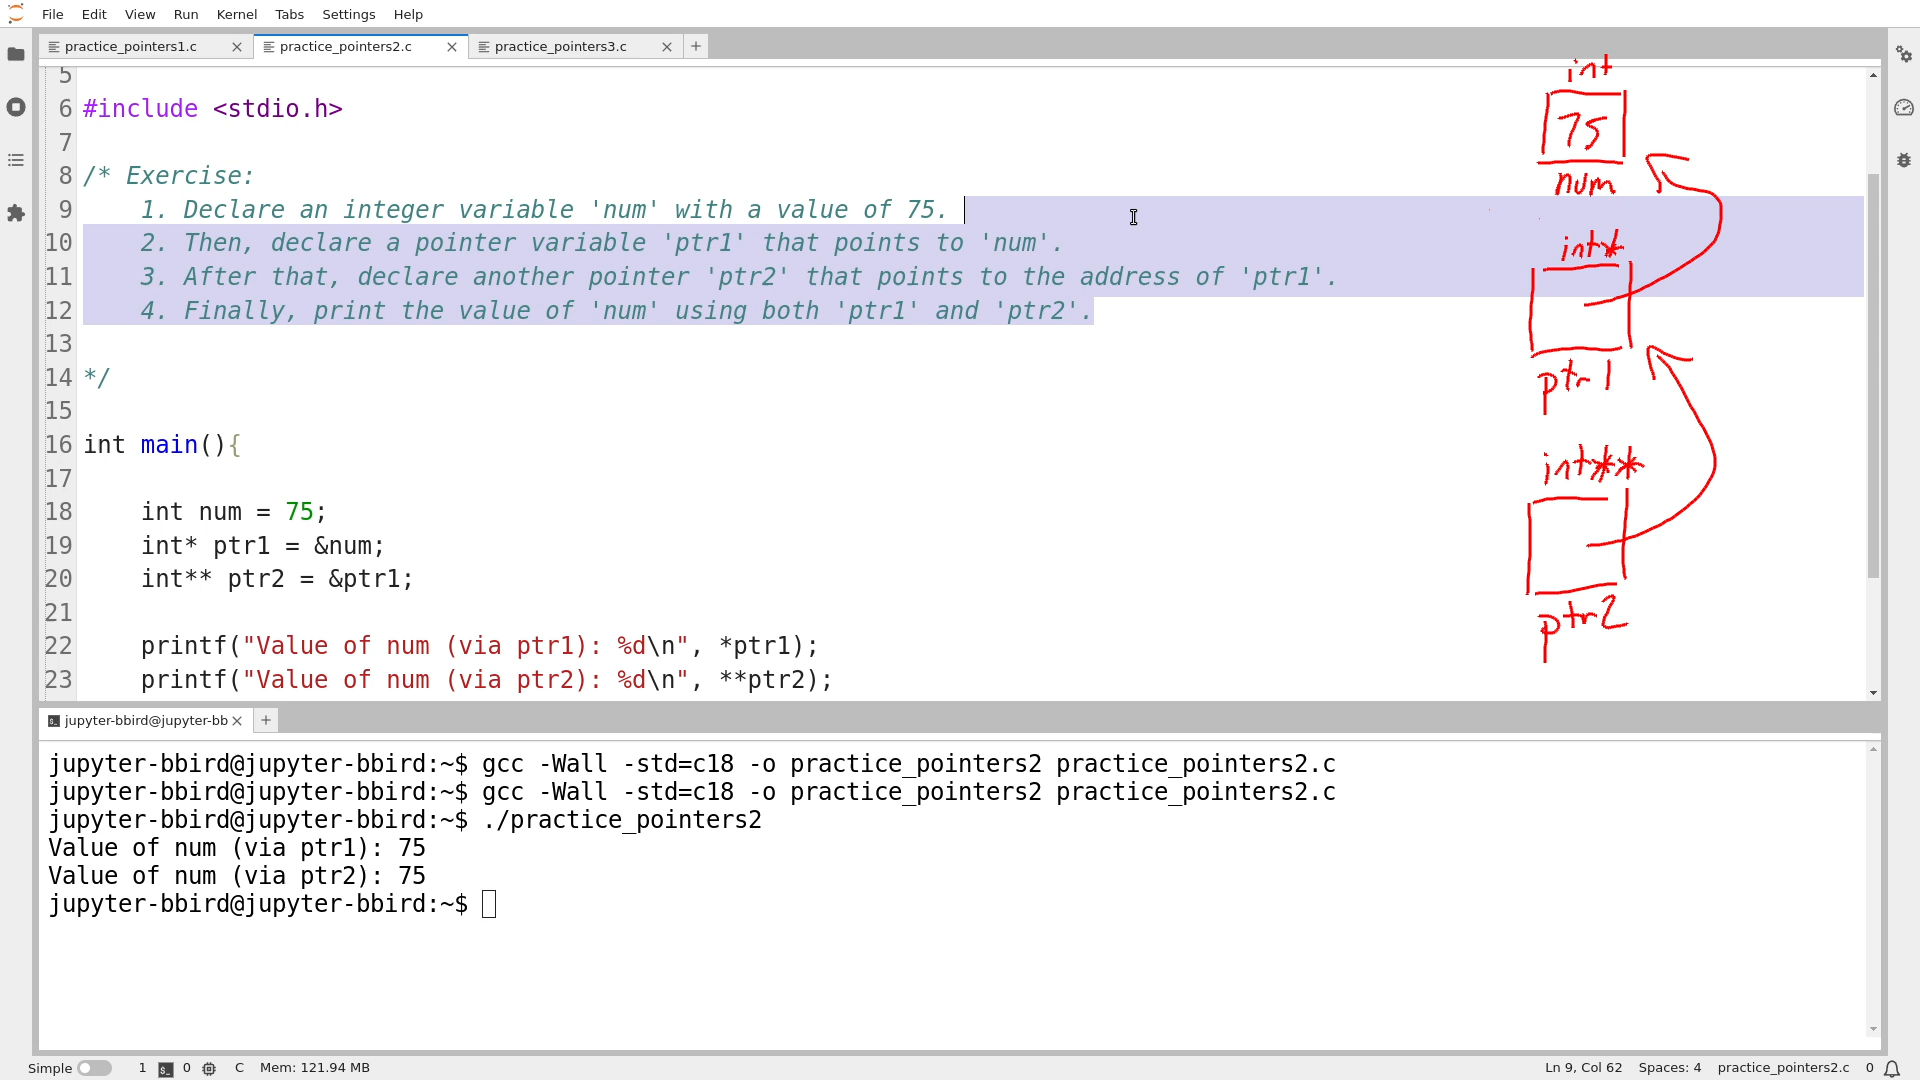 File Edit View Run Kernel Tabs Settings Help
practice_pointers1.c practice_pointers2.c practice_pointers3.c
5
6 #include <stdio.h>
7
8 /* Exercise:
9 1. Declare an integer variable 'num' with a value of 75.
10 2. Then, declare a pointer variable 'ptr1' that points to 'num'.
11 3. After that, declare another pointer 'ptr2' that points to the address of 'ptr1'.
12 4. Finally, print the value of 'num' using both 'ptr1' and 'ptr2'.
13
14 */
15
16 int main(){
17
18 int num = 75;
19 int* ptr1 = &num;
20 int** ptr2 = &ptr1;
21
22 printf("Value of num (via ptr1): %d\n", *ptr1);
23 printf("Value of num (via ptr2): %d\n", **ptr2);
int
75
num
int*
ptr1
int**
ptr2
jupyter-bbird@jupyter-bb
jupyter-bbird@jupyter-bbird:~$ gcc -Wall -std=c18 -o practice_pointers2 practice_pointers2.c
jupyter-bbird@jupyter-bbird:~$ gcc -Wall -std=c18 -o practice_pointers2 practice_pointers2.c
jupyter-bbird@jupyter-bbird:~$ ./practice_pointers2
Value of num (via ptr1): 75
Value of num (via ptr2): 75
jupyter-bbird@jupyter-bbird:~$
Simple 1 0 C Mem: 121.94 MB Ln 9, Col 62 Spaces: 4 practice_pointers2.c 0